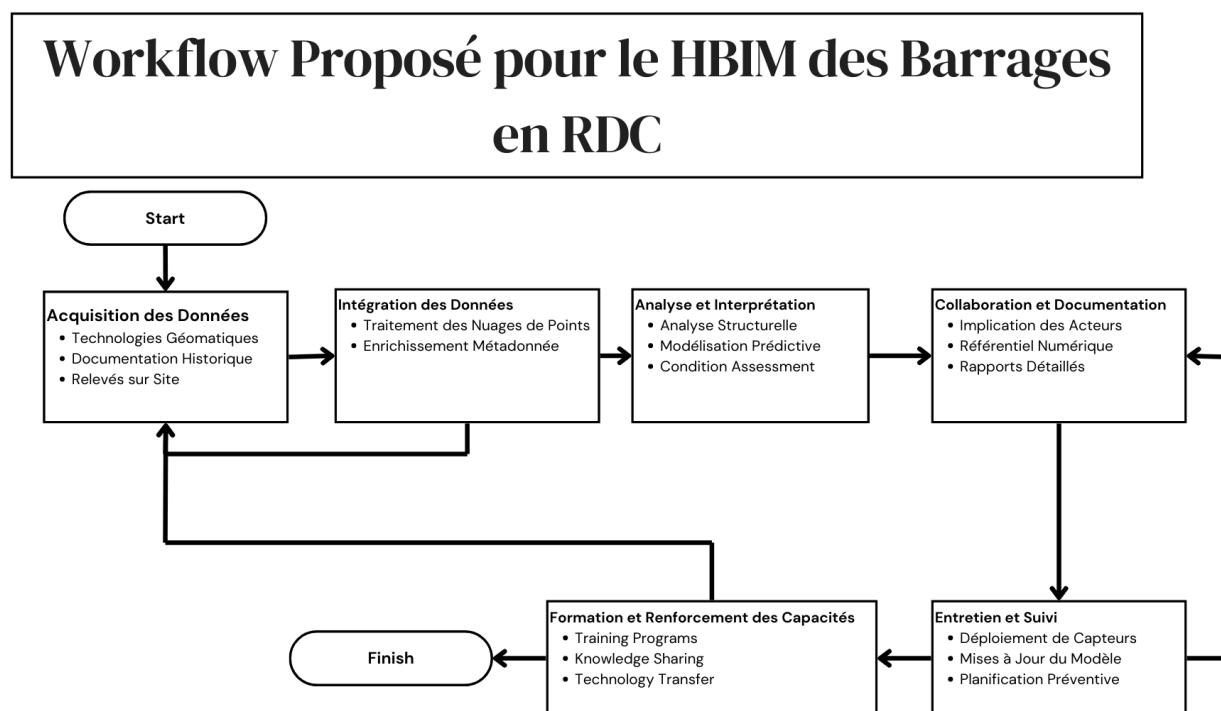 Workflow Proposé pour le HBIM des Barrages
en RDC
Start
Acquisition des Données
• Technologies Géomatiques
• Documentation Historique
• Relevés sur Site
Intégration des Données
• Traitement des Nuages de Points
• Enrichissement Métadonnée
Analyse et Interprétation
• Analyse Structurelle
• Modélisation Prédictive
• Condition Assessment
Collaboration et Documentation
• Implication des Acteurs
• Référentiel Numérique
• Rapports Détaillés
Entretien et Suivi
• Déploiement de Capteurs
• Mises à Jour du Modèle
• Planification Préventive
Formation et Renforcement des Capacités
• Training Programs
• Knowledge Sharing
• Technology Transfer
Finish